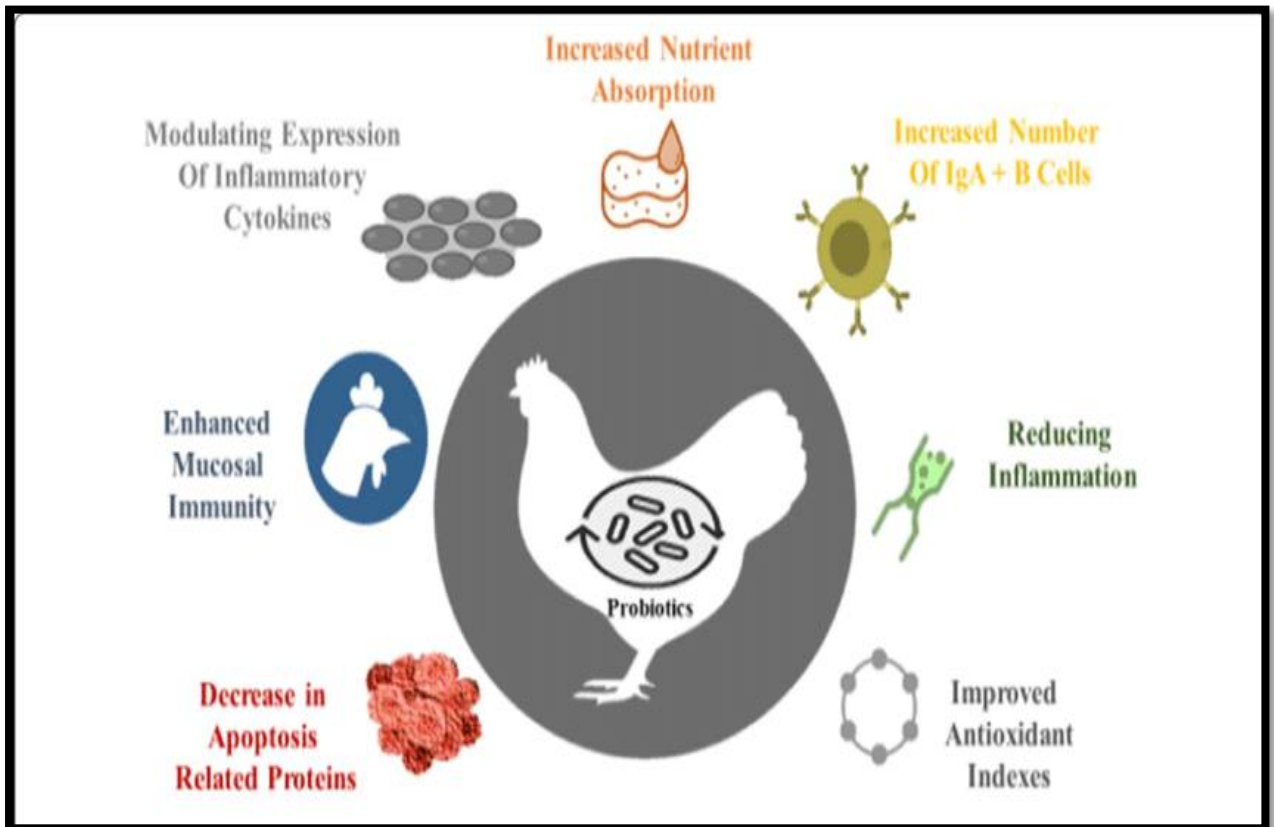 Increased Nutrient
Absorption
Modulating Expression
Of Inflammatory
Cytokines
Increased Number
Of IgA + B Cells
Enhanced
Mucosal
Immunity
Reducing
Inflammation
Probiotics
Decrease in
Apoptosis
Related Proteins
Improved
Antioxidant
Indexes